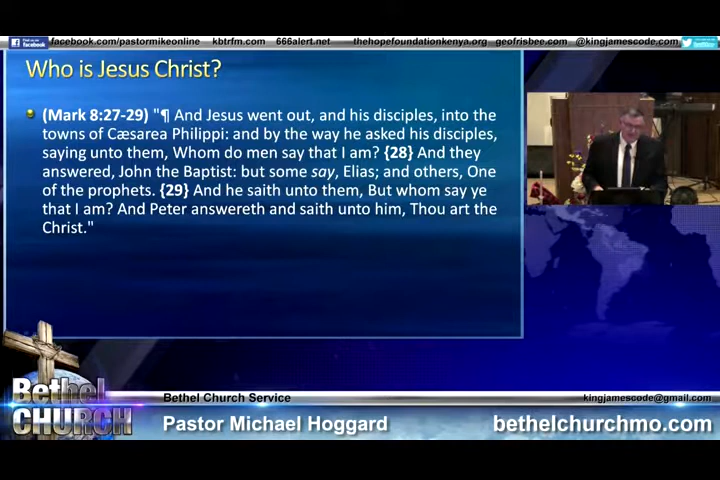 Find us on facebook facebook.com/pastormikeonline kbtrfm.com 666alert.net thehopefoundationkenya.org geofrisbee.com @kingjamescode.com twitter
Who is Jesus Christ?
(Mark 8:27-29) "¶ And Jesus went out, and his disciples, into the
towns of Cæsarea Philippi: and by the way he asked his disciples,
saying unto them, Whom do men say that I am? {28} And they
answered, John the Baptist: but some say, Elias; and others, One
of the prophets. {29} And he saith unto them, But whom say ye
that I am? And Peter answereth and saith unto him, Thou art the
Christ."
Bethel
CHURCH
Bethel Church Service kingjamescode@gmail.com
Pastor Michael Hoggard bethelchurchmo.com